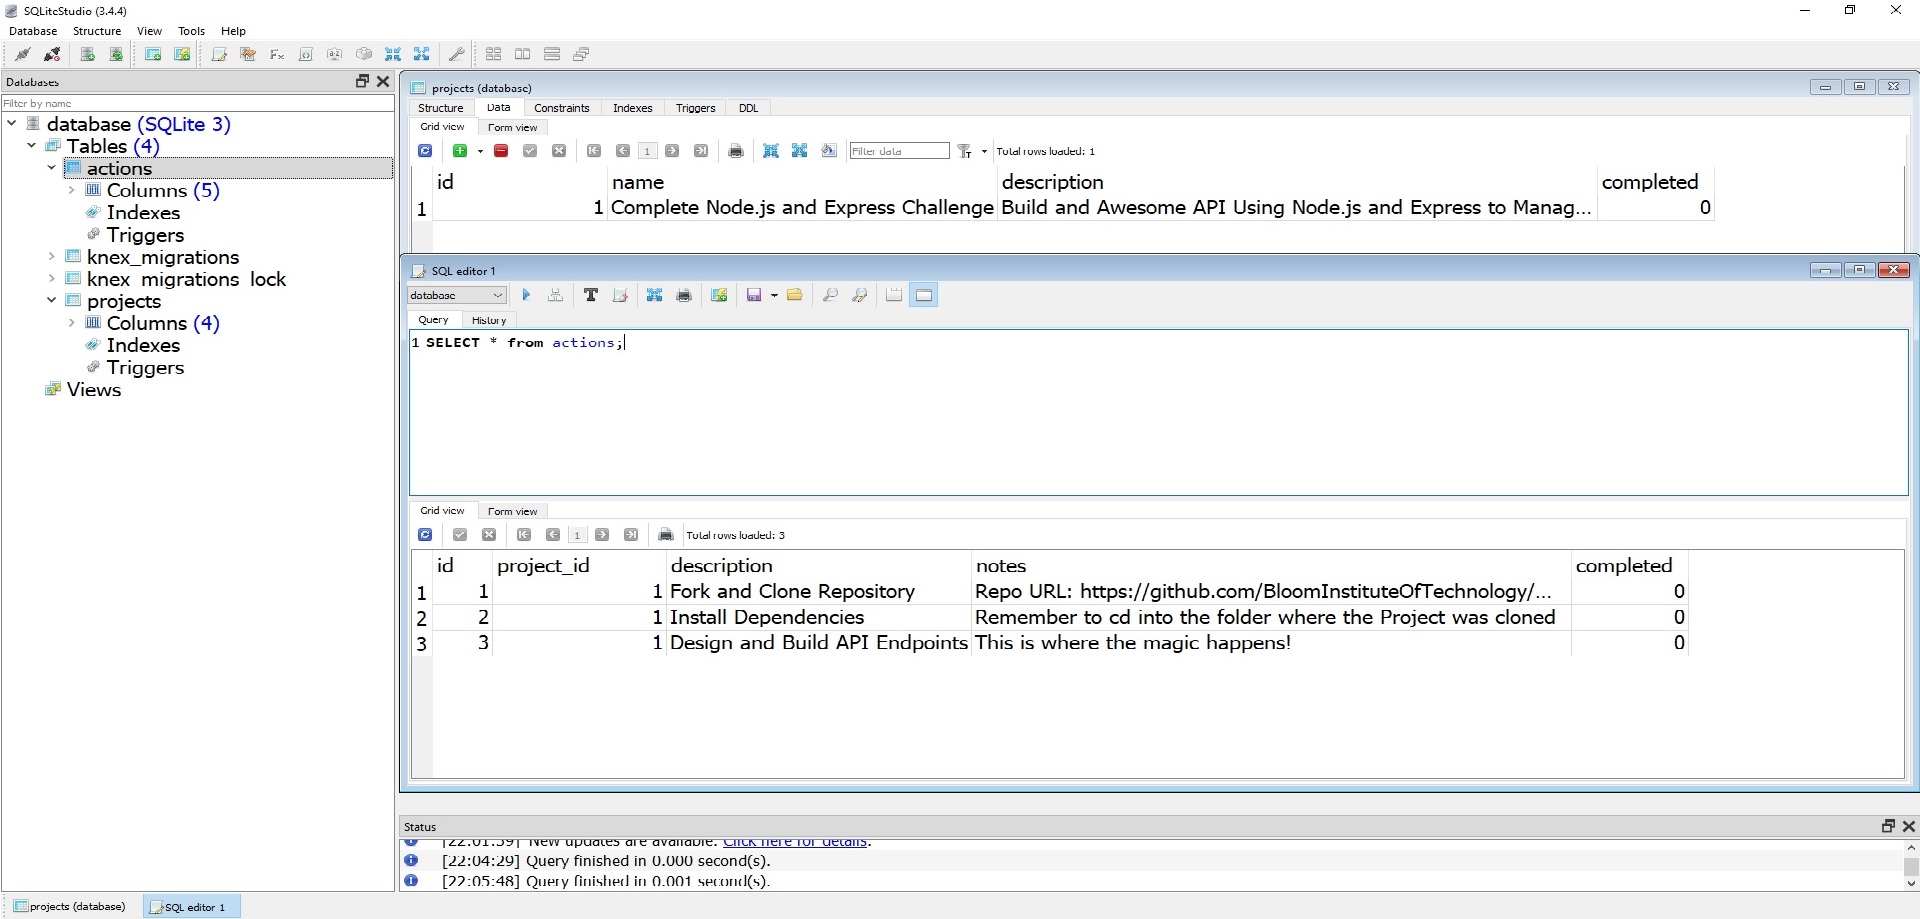 SQLiteStudio (3.4.4)
Database Structure View Tools Help
Databases
Filter by name
database (SQLite 3)
Tables (4)
actions
Columns (5)
Indexes
Triggers
knex_migrations
knex_migrations_lock
projects
Columns (4)
Indexes
Triggers
Views
projects (database)
Structure Data Constraints Indexes Triggers DDL
Grid view Form view
1 Filter data Total rows loaded: 1
id name description completed
1 1 Complete Node.js and Express Challenge Build and Awesome API Using Node.js and Express to Manag... 0
SQL editor 1
database
Query History
1 SELECT * from actions;
Grid view Form view
1 Total rows loaded: 3
id project_id description notes completed
1 1 1 Fork and Clone Repository Repo URL: https://github.com/BloomInstituteOfTechnology/... 0
2 2 1 Install Dependencies Remember to cd into the folder where the Project was cloned 0
3 3 1 Design and Build API Endpoints This is where the magic happens! 0
Status
[22:01:39] New updates are available. Click here for details.
[22:04:29] Query finished in 0.000 second(s).
[22:05:48] Query finished in 0.001 second(s).
projects (database) SQL editor 1